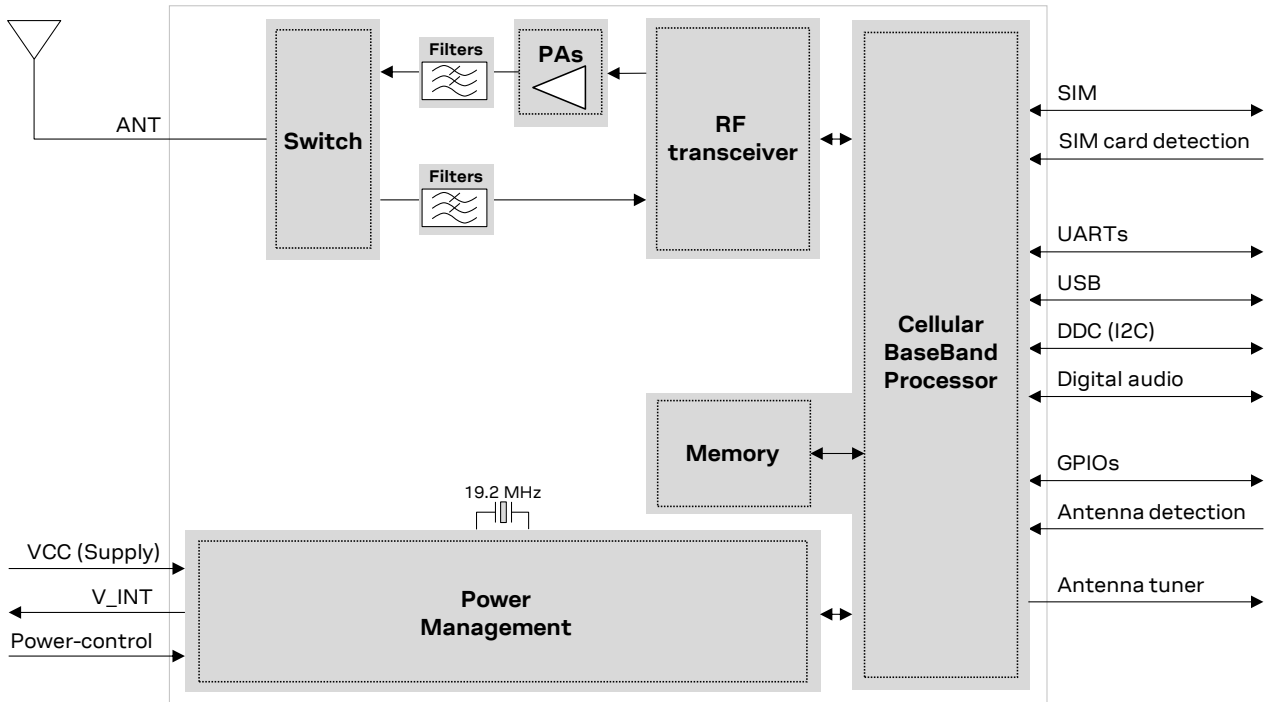 ANT
Switch
Filters
PAs
Filters
RF
transceiver
Cellular
BaseBand
Processor
Memory
19.2 MHz
Power
Management
VCC (Supply)
V_INT
Power-control
SIM
SIM card detection
UARTs
USB
DDC (I2C)
Digital audio
GPIOs
Antenna detection
Antenna tuner